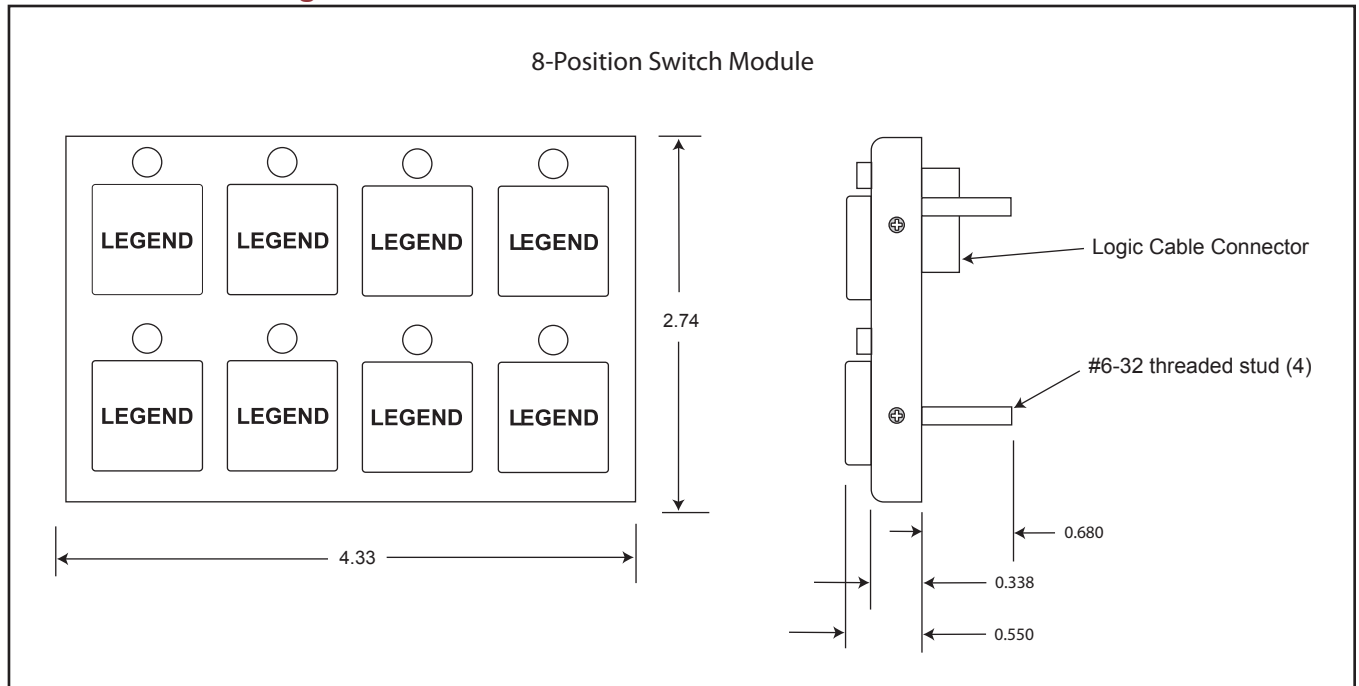 8-Position Switch Module
LEGEND LEGEND LEGEND LEGEND
LEGEND LEGEND LEGEND LEGEND
2.74
4.33
Logic Cable Connector
#6-32 threaded stud (4)
0.680
0.338
0.550